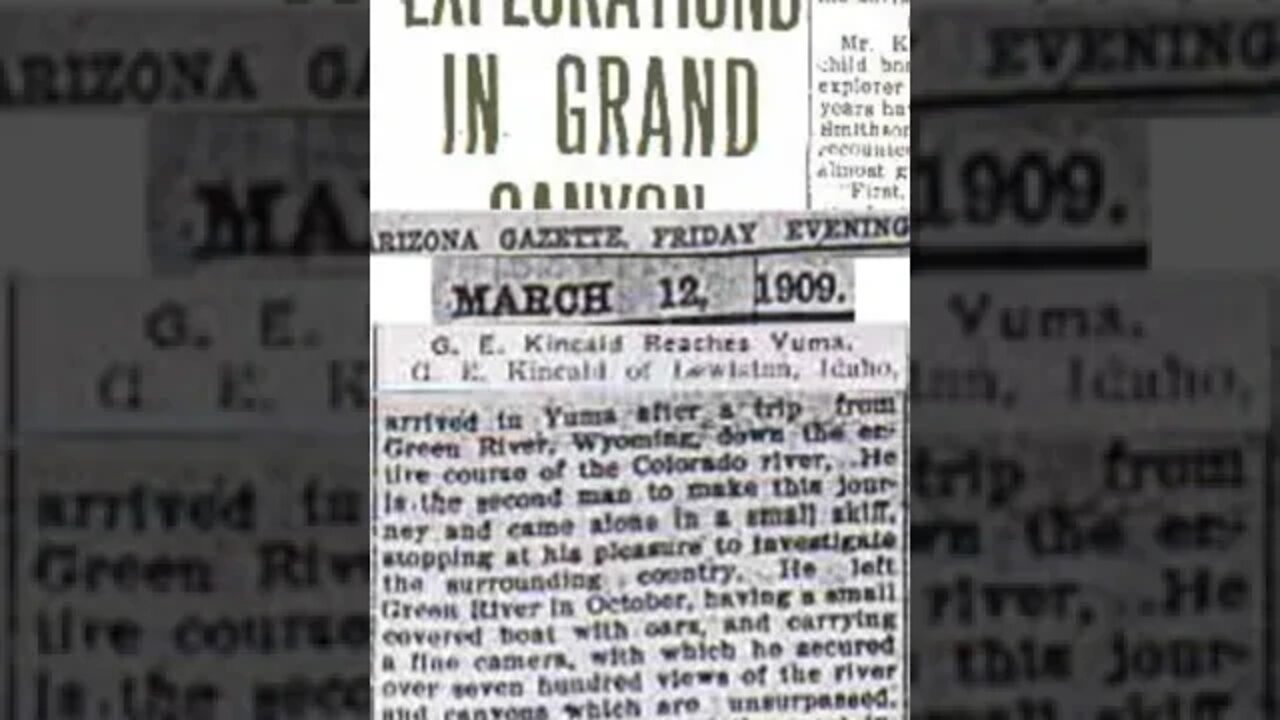 EXPLORATIONS
IN GRAND
CANYON
Mr. K
child bor
explorer
years ha
Smithson
recounte
almost g
"First,
ARIZONA GAZETTE, FRIDAY EVENING
MARCH 12, 1909.
G. E. Kincaid Reaches Yuma.
G. E. Kincaid of Lewiston, Idaho,
arrived in Yuma after a trip from
Green River, Wyoming, down the en-
tire course of the Colorado river. He
is the second man to make this jour-
ney and came alone in a small skiff,
stopping at his pleasure to investigate
the surrounding country. He left
Green River in October, having a small
covered boat with oars, and carrying
a fine camera, with which he secured
over seven hundred views of the river
and canyons which are unsurpassed.